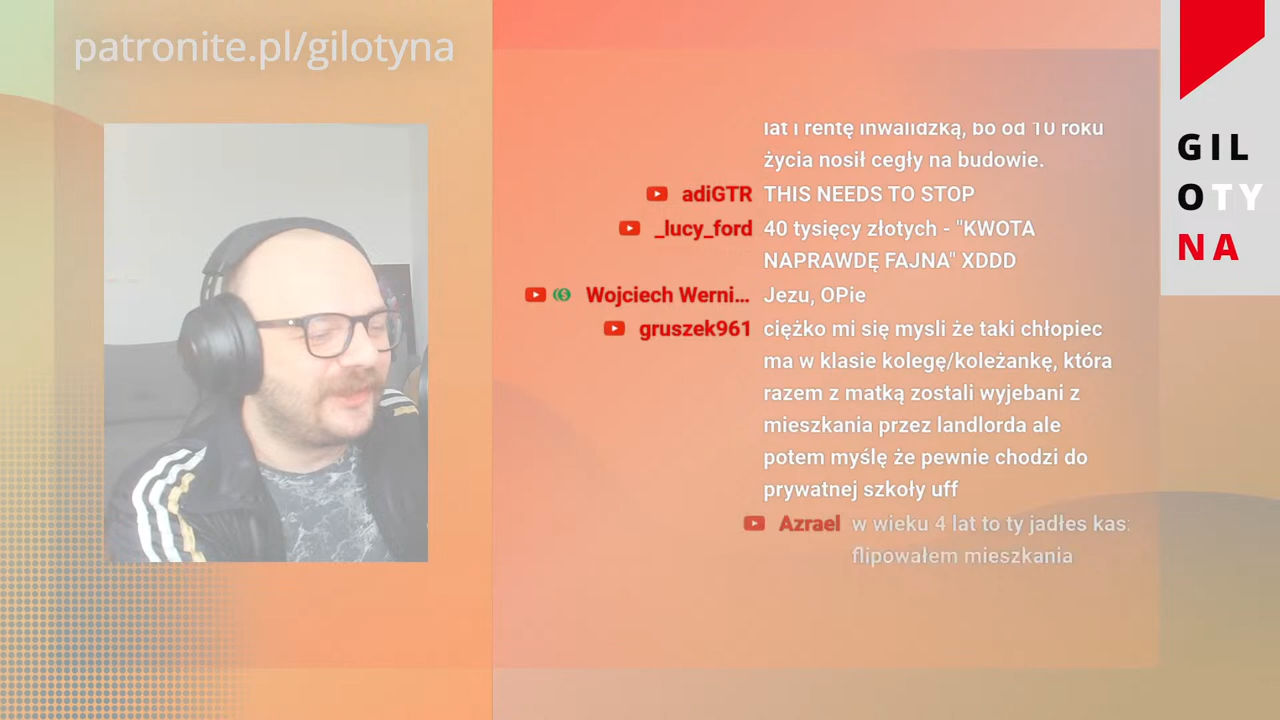 patronite.pl/gilotyna
lat i rentę inwalidzką, bo od 10 roku
życia nosił cegły na budowie.
adiGTR THIS NEEDS TO STOP
_lucy_ford 40 tysięcy złotych - "KWOTA
NAPRAWDĘ FAJNA" XDDD
Wojciech Werni... Jezu, OPie
gruszek961 ciężko mi się mysli że taki chłopiec
ma w klasie kolegę/koleżankę, która
razem z matką zostali wyjebani z
mieszkania przez landlorda ale
potem myślę że pewnie chodzi do
prywatnej szkoły uff
Azrael w wieku 4 lat to ty jadłes kas:
flipowałem mieszkania
GIL
OTY
NA